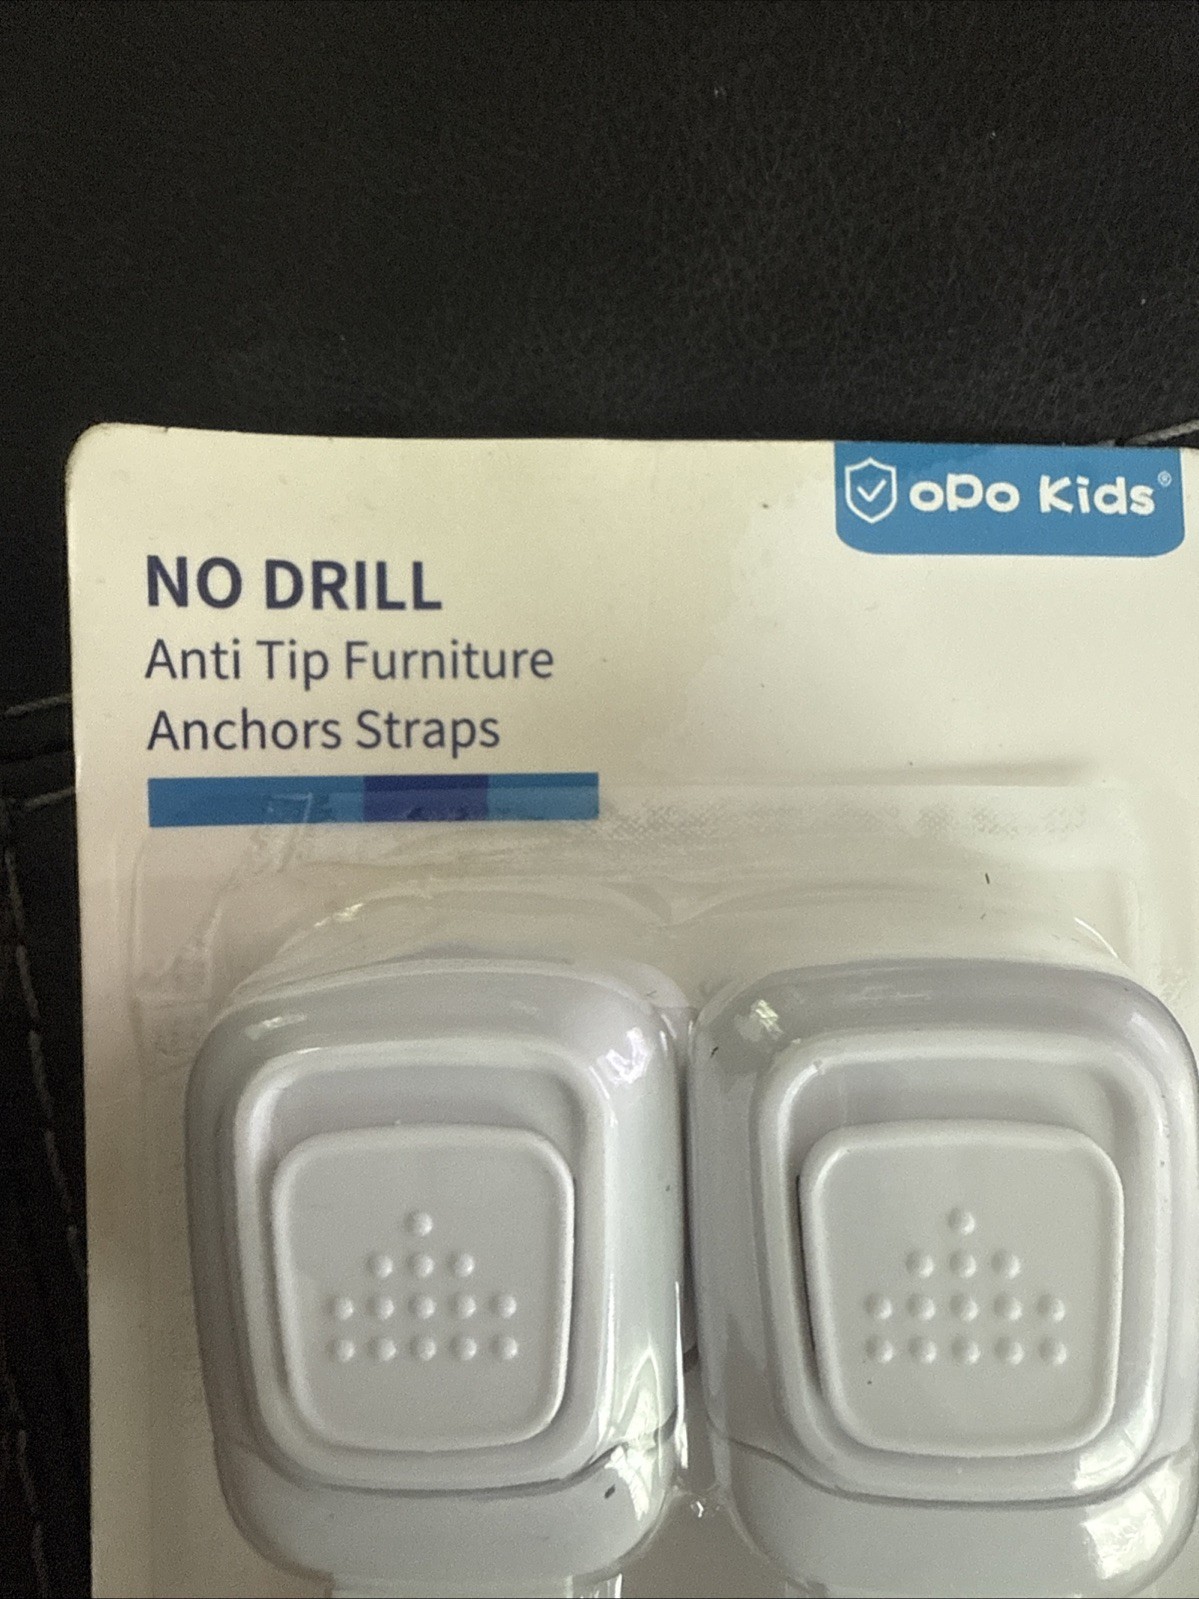 oPo Kids®
NO DRILL
Anti Tip Furniture
Anchors Straps